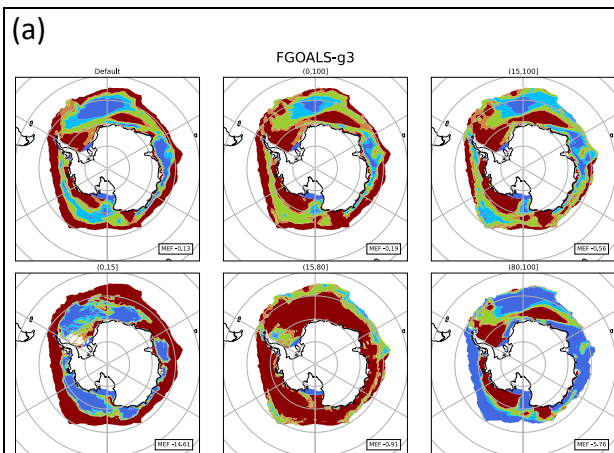 (a)
FGOALS-g3
Default
(0,100]
(15,100]
MEF -0.13
MEF -0.19
MEF -0.56
(0,15]
(15,80]
(80,100]
MEF -14.61
MEF -0.91
MEF -5.76